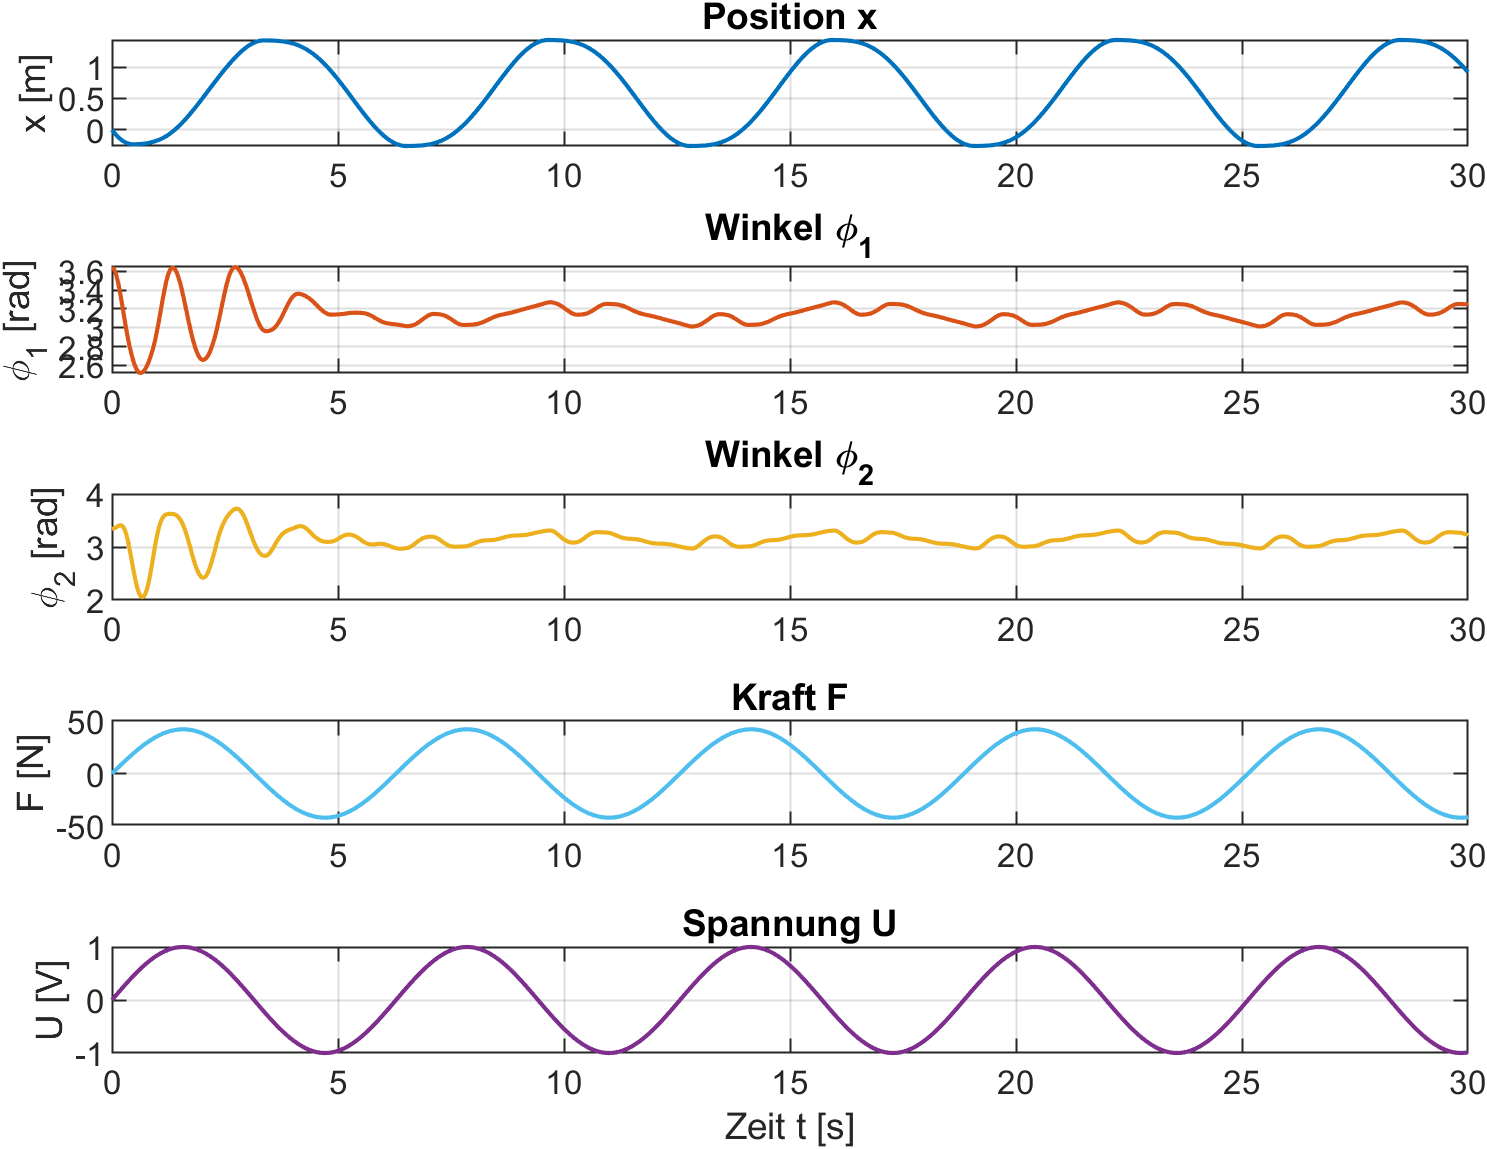 Position x
x [m]
1
0.5
0
0 5 10 15 20 25 30
Winkel ϕ1
ϕ1 [rad]
3.6
3.4
3.2
3
2.8
2.6
0 5 10 15 20 25 30
Winkel ϕ2
ϕ2 [rad]
4
3
2
0 5 10 15 20 25 30
Kraft F
F [N]
50
0
-50
0 5 10 15 20 25 30
Spannung U
U [V]
1
0
-1
0 5 10 15 20 25 30
Zeit t [s]